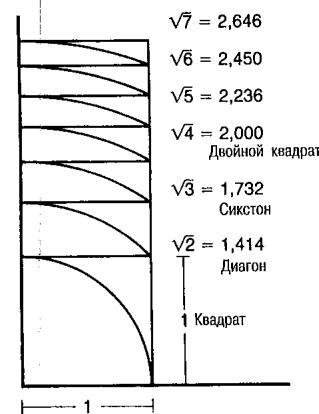 √7 = 2,646
√6 = 2,450
√5 = 2,236
√4 = 2,000
Двойной квадрат
√3 = 1,732
Сикстон
√2 = 1,414
Диагон
1 Квадрат
1